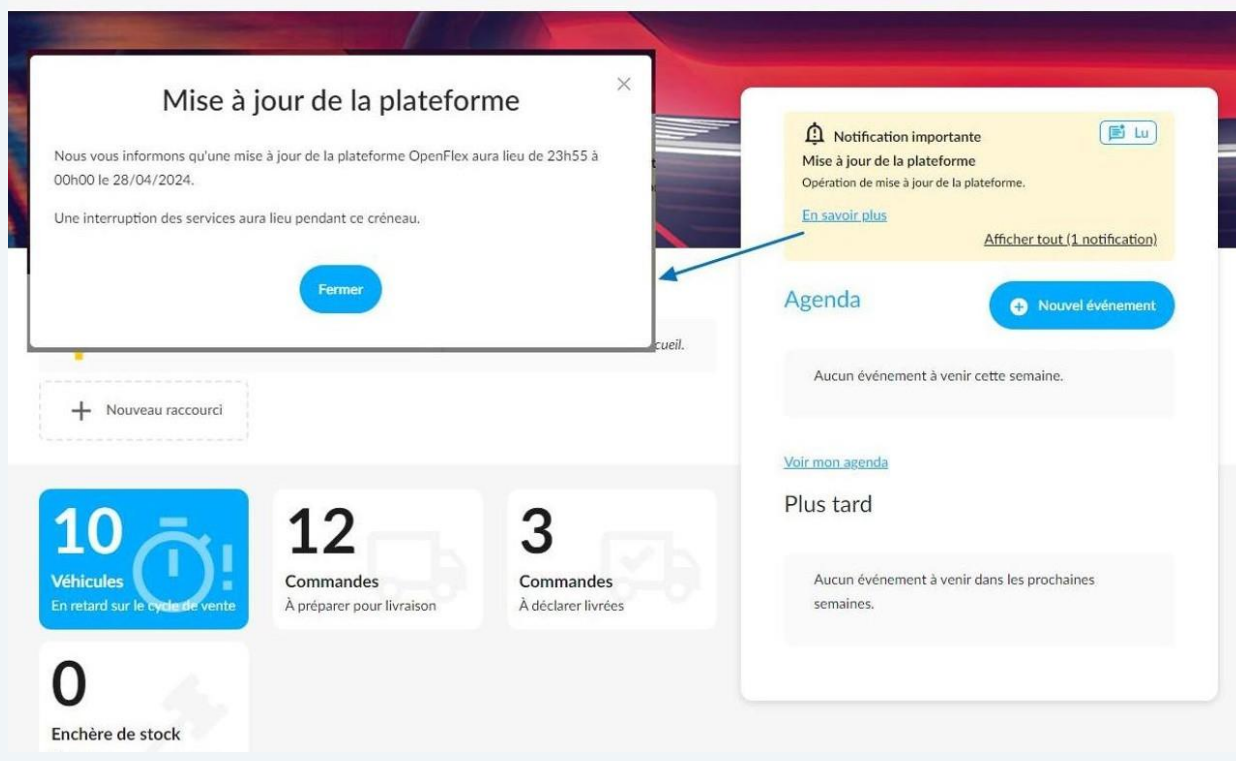 Mise à jour de la plateforme
Nous vous informons qu'une mise à jour de la plateforme OpenFlex aura lieu de 23h55 à
00h00 le 28/04/2024.
Une interruption des services aura lieu pendant ce créneau.
Fermer
cueil.
Nouveau raccourci
10
Véhicules
En retard sur le cycle de vente
12
Commandes
À préparer pour livraison
3
Commandes
À déclarer livrées
0
Enchère de stock
Notification importante
Lu
Mise à jour de la plateforme
Opération de mise à jour de la plateforme.
En savoir plus
Afficher tout (1 notification)
Agenda
Nouvel événement
Aucun événement à venir cette semaine.
Voir mon agenda
Plus tard
Aucun événement à venir dans les prochaines
semaines.